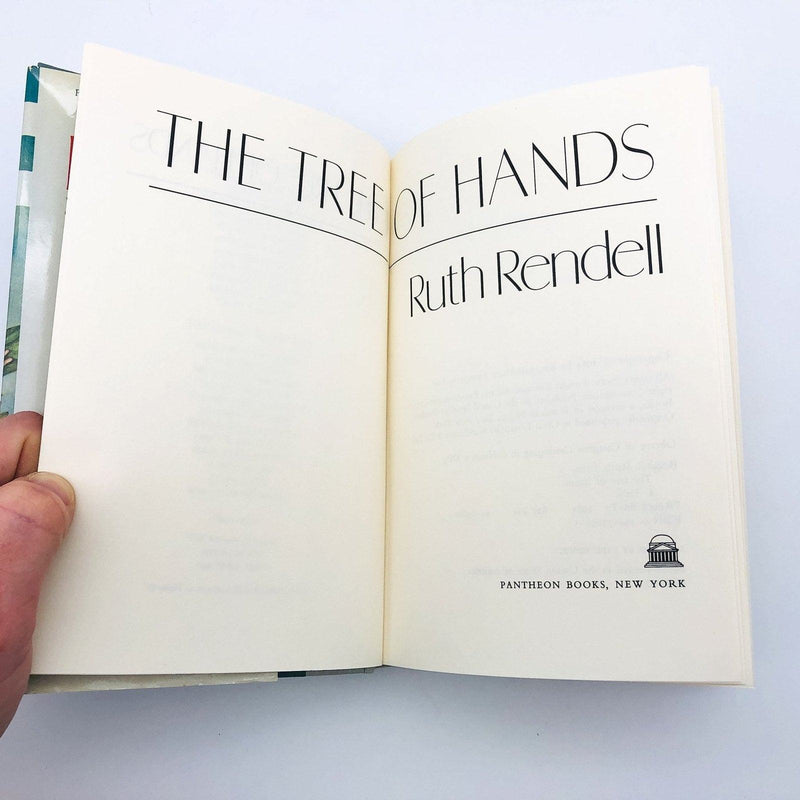 THE TREE OF HANDS
Ruth Rendell
PANTHEON BOOKS, NEW YORK